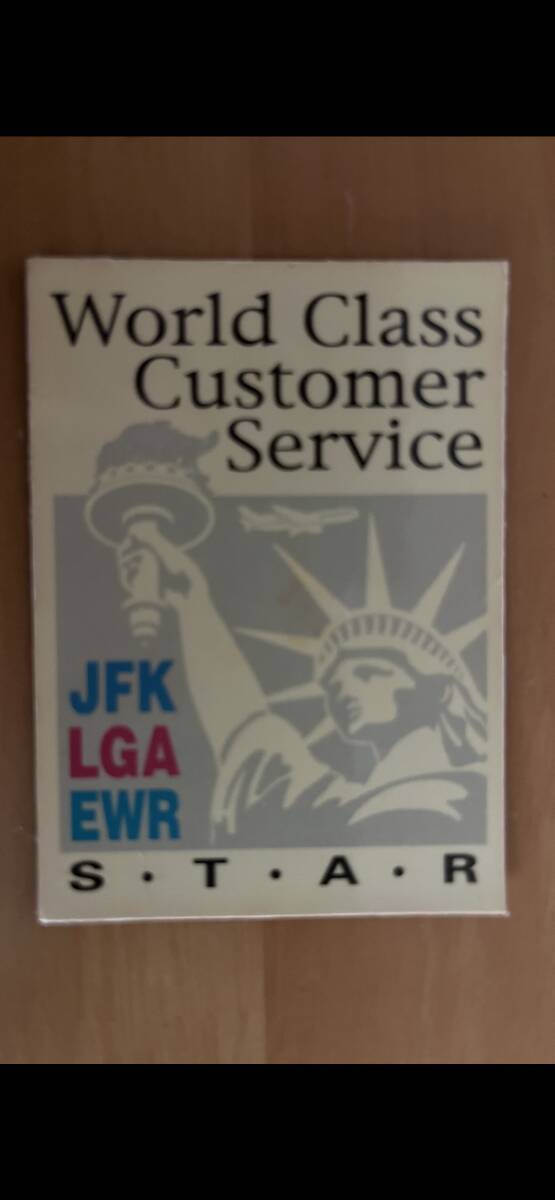 World Class
Customer
Service
JFK
LGA
EWR
S · T · A · R